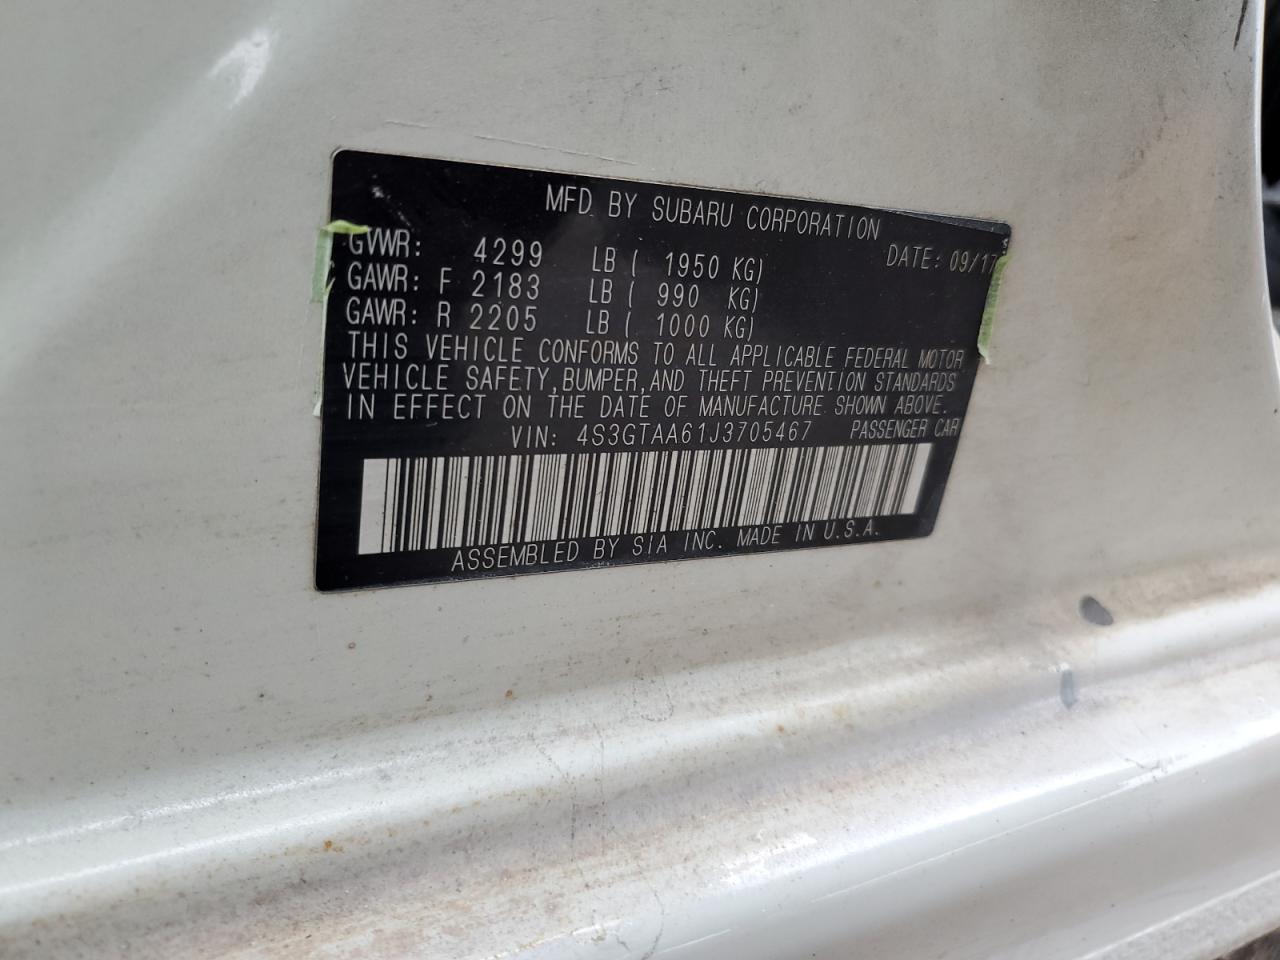 MFD BY SUBARU CORPORATION
GVWR: 4299 LB ( 1950 KG) DATE: 09/17
GAWR: F 2183 LB ( 990 KG)
GAWR: R 2205 LB ( 1000 KG)
THIS VEHICLE CONFORMS TO ALL APPLICABLE FEDERAL MOTOR
VEHICLE SAFETY, BUMPER, AND THEFT PREVENTION STANDARDS
IN EFFECT ON THE DATE OF MANUFACTURE SHOWN ABOVE.
VIN: 4S3GTAA61J3705467 PASSENGER CAR
ASSEMBLED BY SIA INC. MADE IN U.S.A.